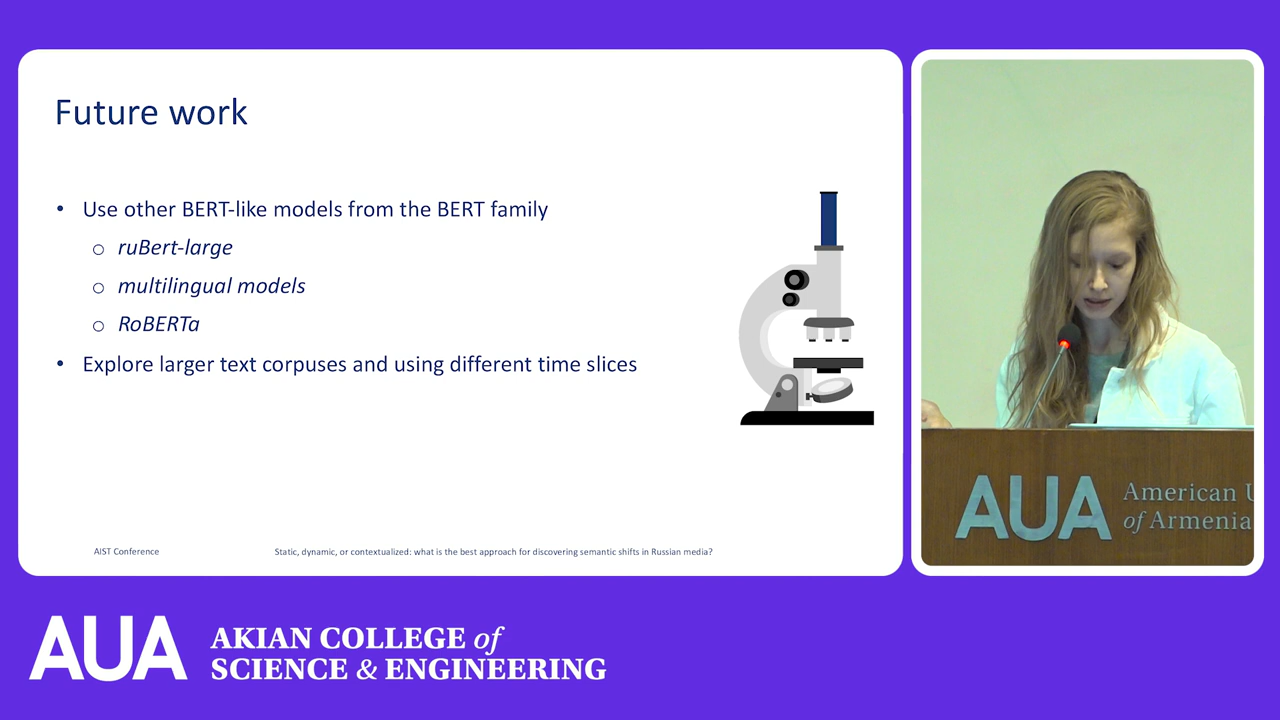 Future work
• Use other BERT-like models from the BERT family
o ruBert-large
o multilingual models
o RoBERTa
• Explore larger text corpuses and using different time slices
AIST Conference
Static, dynamic, or contextualized: what is the best approach for discovering semantic shifts in Russian media?
AUA
American U
of Armenia
AUA
AKIAN COLLEGE of
SCIENCE & ENGINEERING